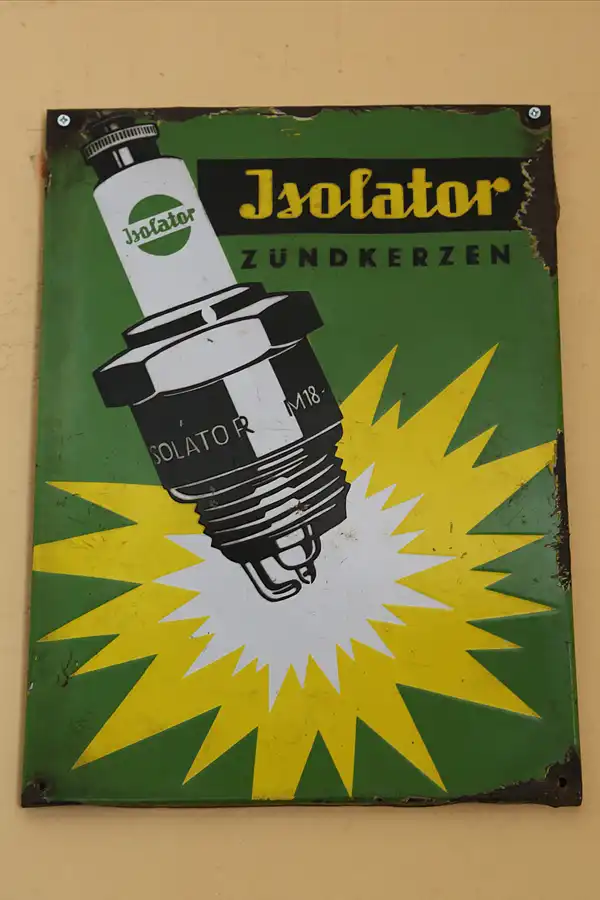 Isolator
ZÜNDKERZEN
Isolator
ISOLATOR M18